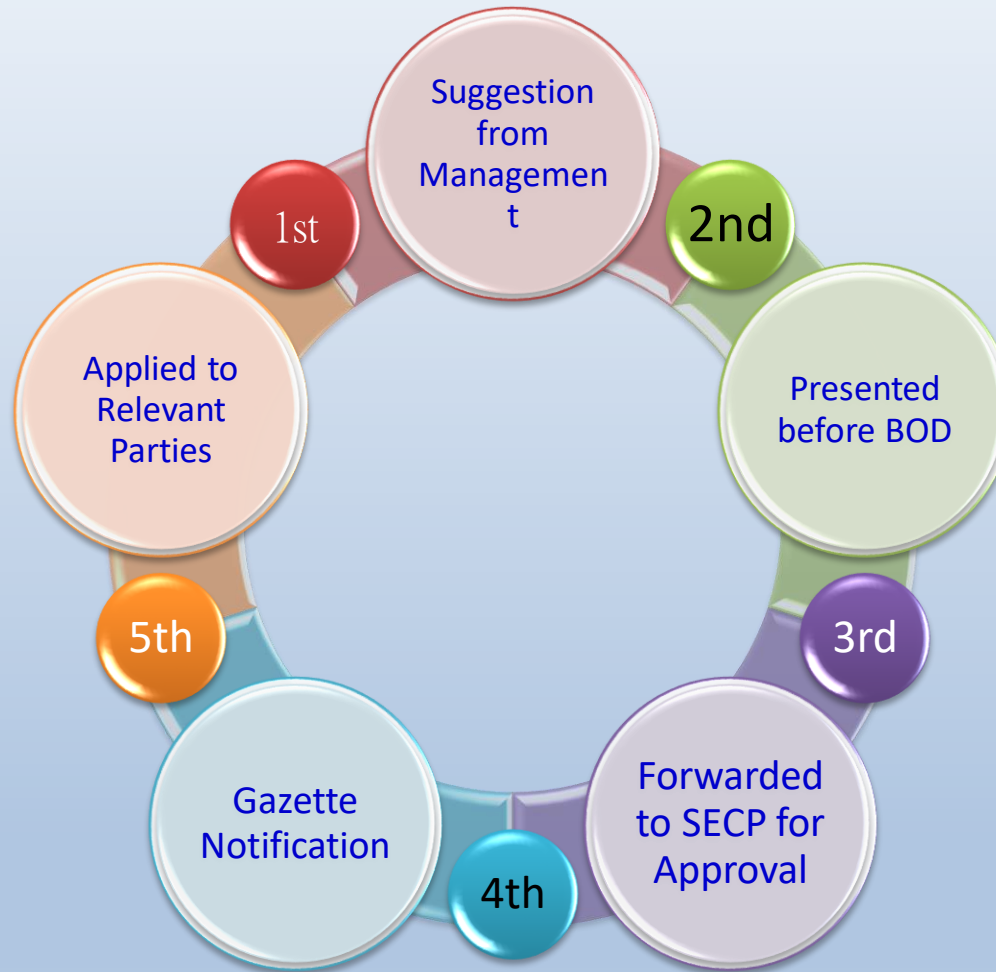 1st
Suggestion
from
Managemen
t
2nd
Presented
before BOD
3rd
Forwarded
to SECP for
Approval
4th
Gazette
Notification
5th
Applied to
Relevant
Parties